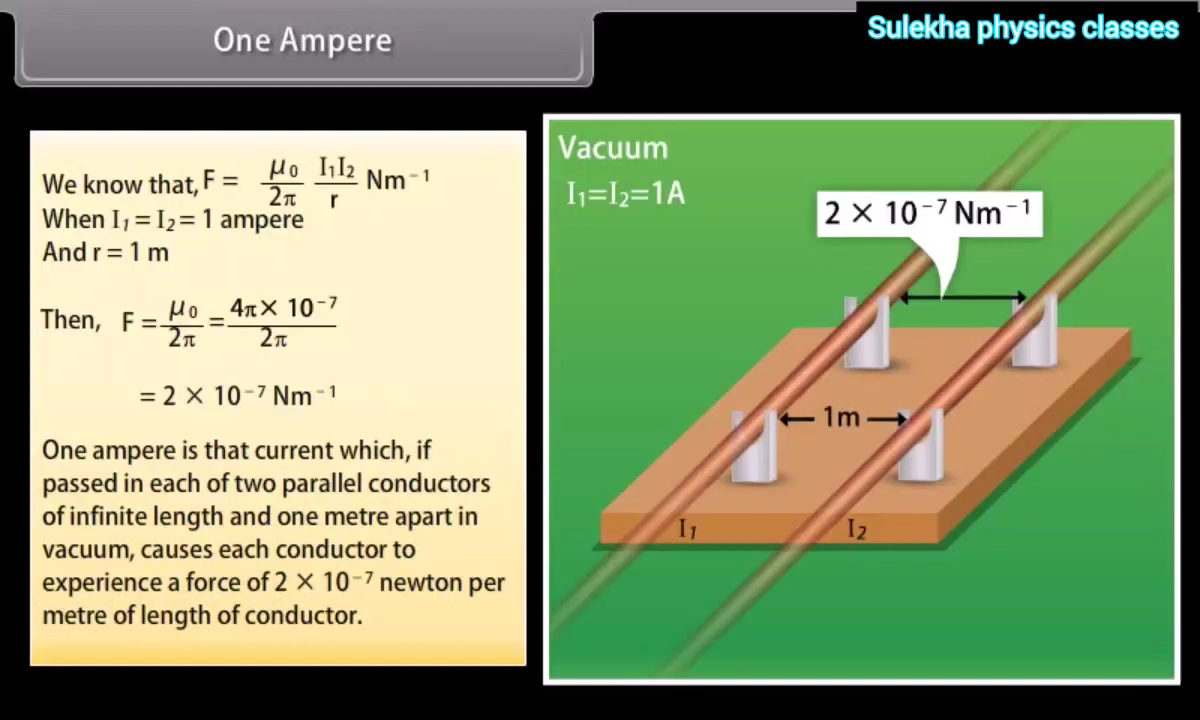 One Ampere
Sulekha physics classes
We know that, F = μ₀/2π I₁I₂/r Nm⁻¹
When I₁ = I₂ = 1 ampere
And r = 1 m
Then, F = μ₀/2π = 4π× 10⁻⁷/2π
= 2 × 10⁻⁷ Nm⁻¹
One ampere is that current which, if
passed in each of two parallel conductors
of infinite length and one metre apart in
vacuum, causes each conductor to
experience a force of 2 × 10⁻⁷ newton per
metre of length of conductor.
Vacuum
I₁=I₂=1A
2 × 10⁻⁷ Nm⁻¹
1m
I₁
I₂